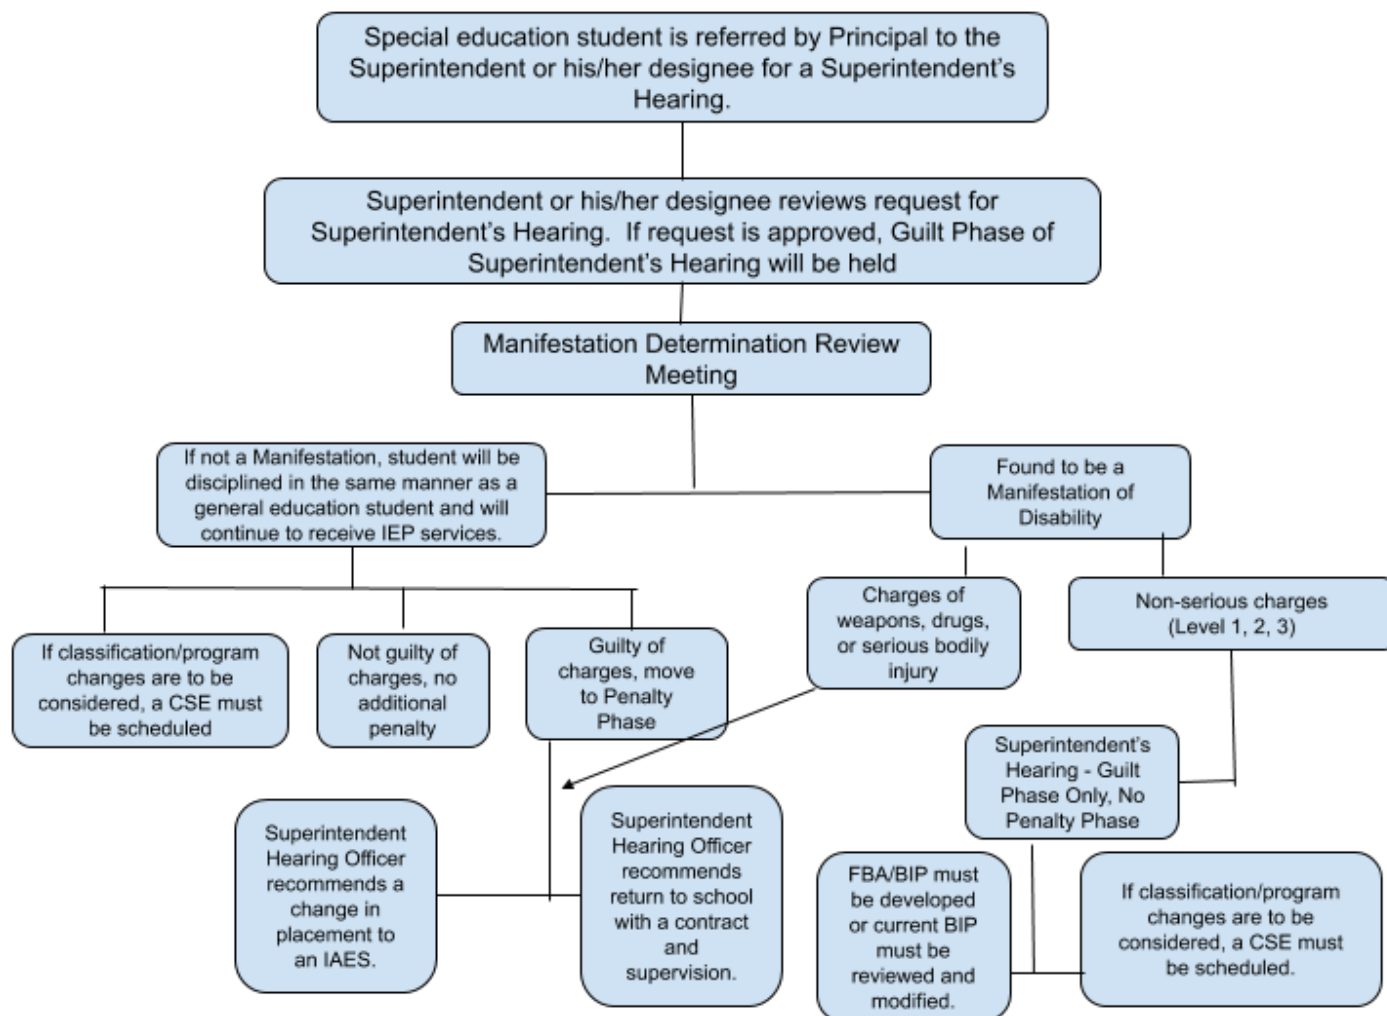 Special education student is referred by Principal to the
Superintendent or his/her designee for a Superintendent's
Hearing.
Superintendent or his/her designee reviews request for
Superintendent's Hearing.  If request is approved, Guilt Phase of
Superintendent's Hearing will be held
Manifestation Determination Review
Meeting
If not a Manifestation, student will be
disciplined in the same manner as a
general education student and will
continue to receive IEP services.
Found to be a
Manifestation of
Disability
If classification/program
changes are to be
considered, a CSE must
be scheduled
Not guilty of
charges, no
additional
penalty
Guilty of
charges, move
to Penalty
Phase
Charges of
weapons, drugs,
or serious bodily
injury
Non-serious charges
(Level 1, 2, 3)
Superintendent
Hearing Officer
recommends a
change in
placement to
an IAES.
Superintendent
Hearing Officer
recommends
return to school
with a contract
and
supervision.
Superintendent's
Hearing - Guilt
Phase Only, No
Penalty Phase
FBA/BIP must
be developed
or current BIP
must be
reviewed and
modified.
If classification/program
changes are to be
considered, a CSE must
be scheduled.